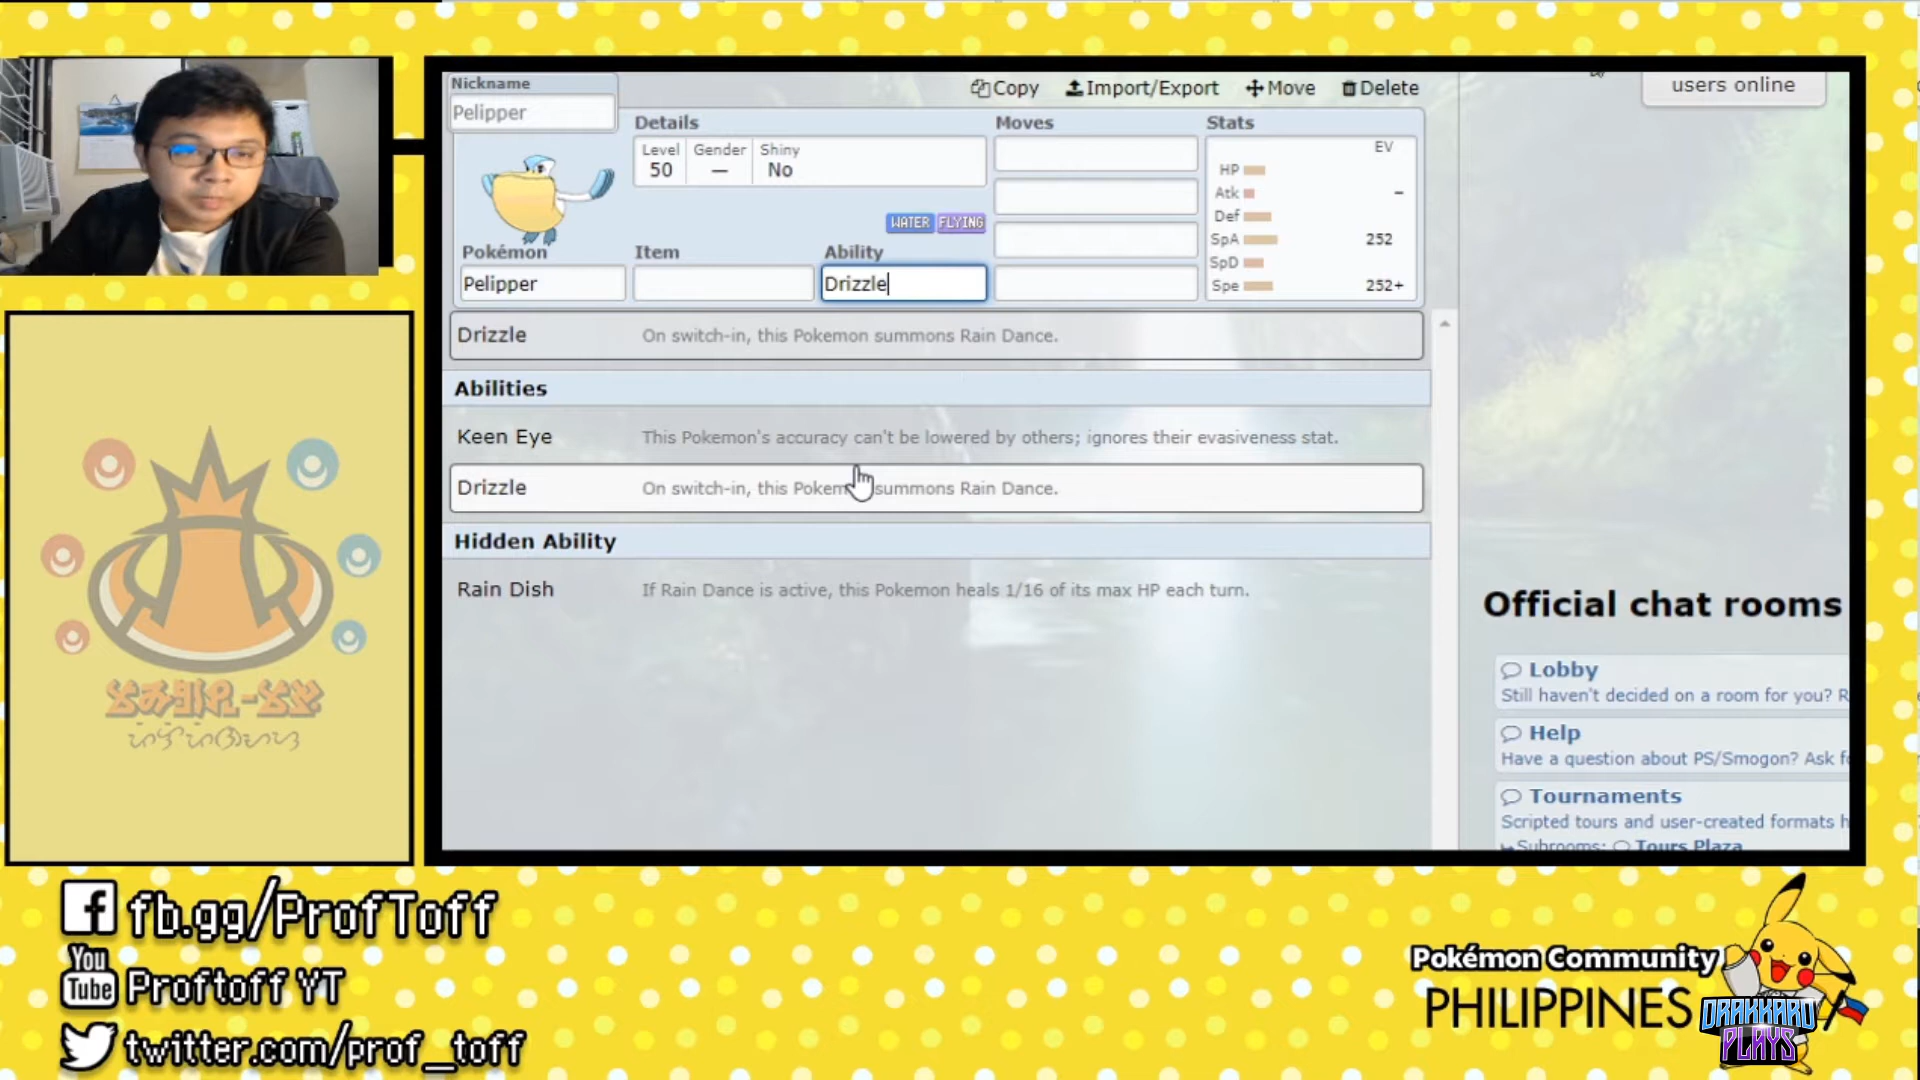 Nickname
Pelipper
Copy Import/Export Move Delete
users online
Details
Moves
Stats
Level
50
Gender
—
Shiny
No
WATER FLYING
EV
HP
Atk –
Def
SpA 252
SpD
Spe 252+
Pokémon
Pelipper
Item
Ability
Drizzle
Drizzle On switch-in, this Pokemon summons Rain Dance.
Abilities
Keen Eye This Pokemon's accuracy can't be lowered by others; ignores their evasiveness stat.
Drizzle On switch-in, this Pokem summons Rain Dance.
Hidden Ability
Rain Dish If Rain Dance is active, this Pokemon heals 1/16 of its max HP each turn.
Official chat rooms
Lobby
Still haven't decided on a room for you? R
Help
Have a question about PS/Smogon? Ask f
Tournaments
Scripted tours and user-created formats h
Subrooms: Tours Plaza
fb.gg/ProfToff
You Tube Proftoff YT
twitter.com/prof_toff
Pokémon Community
PHILIPPINES
DRAKKARO
PLAYS